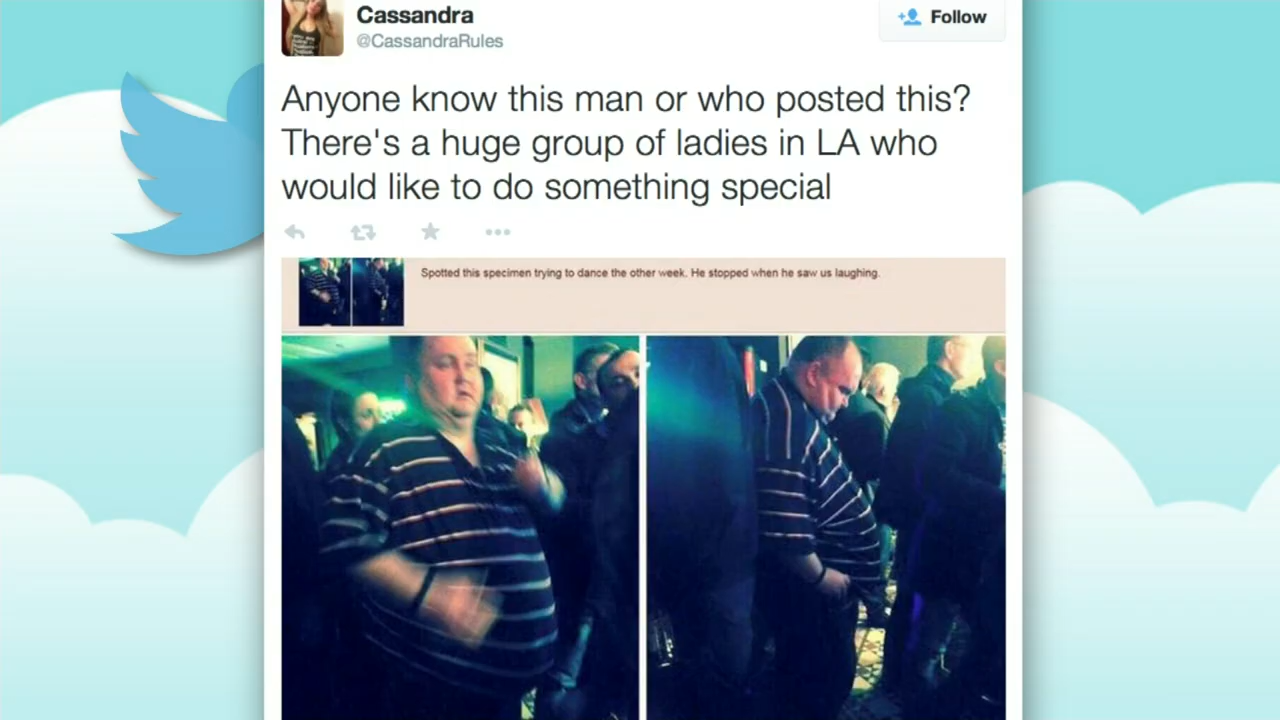 Cassandra
@CassandraRules
Follow
Anyone know this man or who posted this?
There's a huge group of ladies in LA who
would like to do something special
Spotted this specimen trying to dance the other week. He stopped when he saw us laughing.